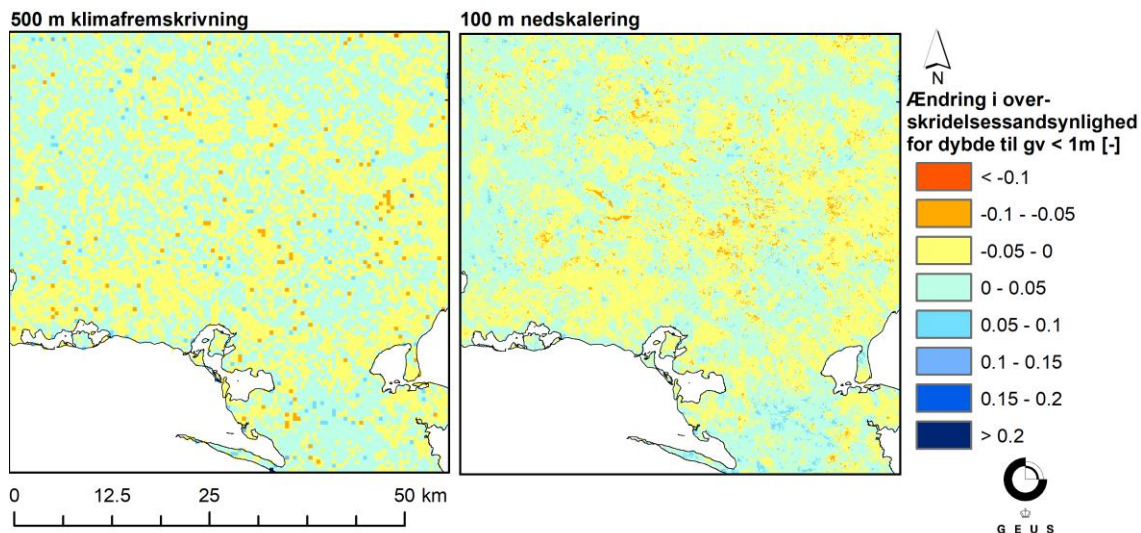 500 m klimafremskrivning
100 m nedskalering
N
Ændring i over-
skridelsessandsynlighed
for dybde til gv < 1m [-]
< -0.1
-0.1 - -0.05
-0.05 - 0
0 - 0.05
0.05 - 0.1
0.1 - 0.15
0.15 - 0.2
> 0.2
0 12.5 25 50 km
G E U S